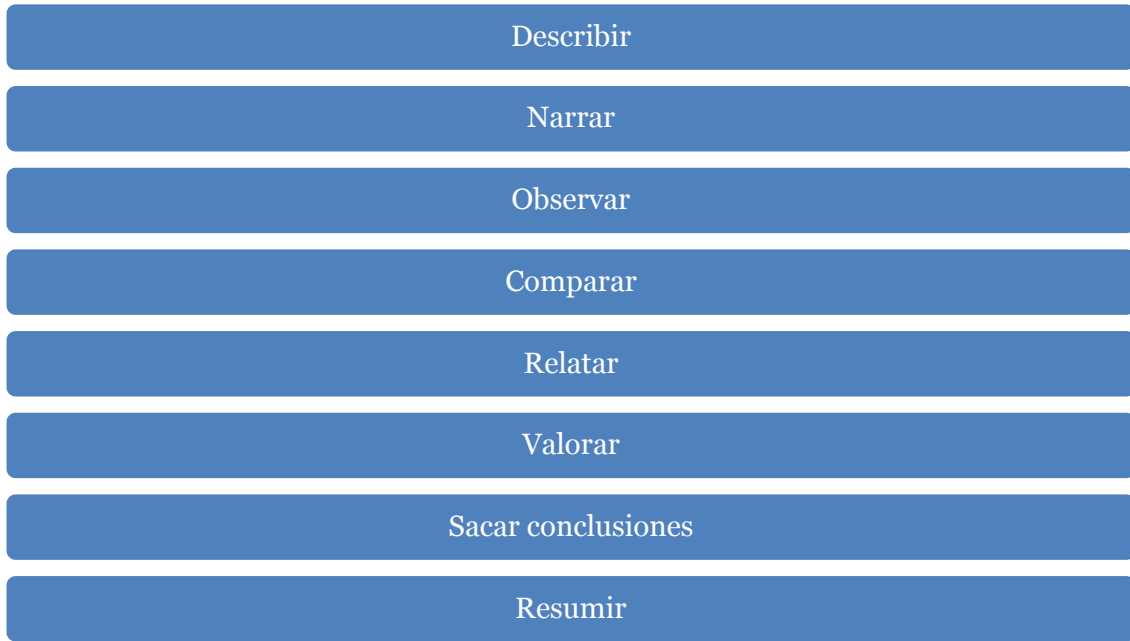 Describir
Narrar
Observar
Comparar
Relatar
Valorar
Sacar conclusiones
Resumir